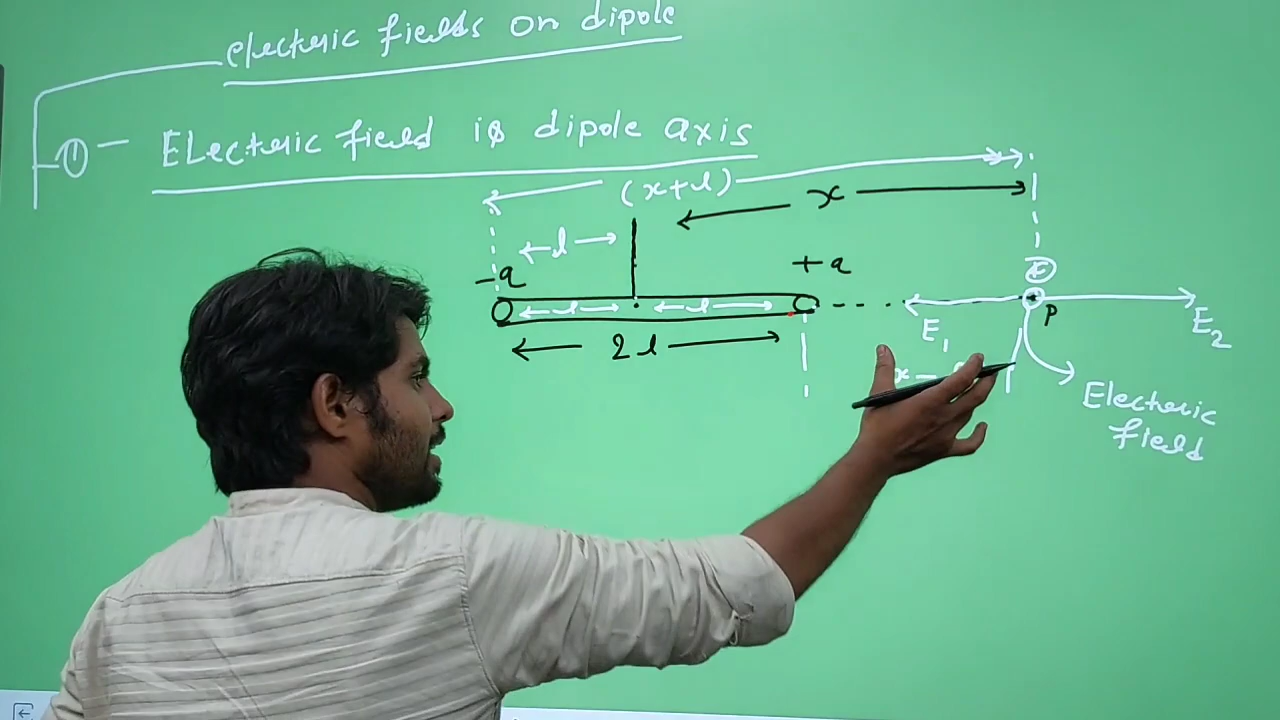 electric fields on dipole
① — Electric field is dipole axis
(x+l)
x
l
-q
+q
l
l
2l
E
P
E₁
E₂
x -
Electric
field